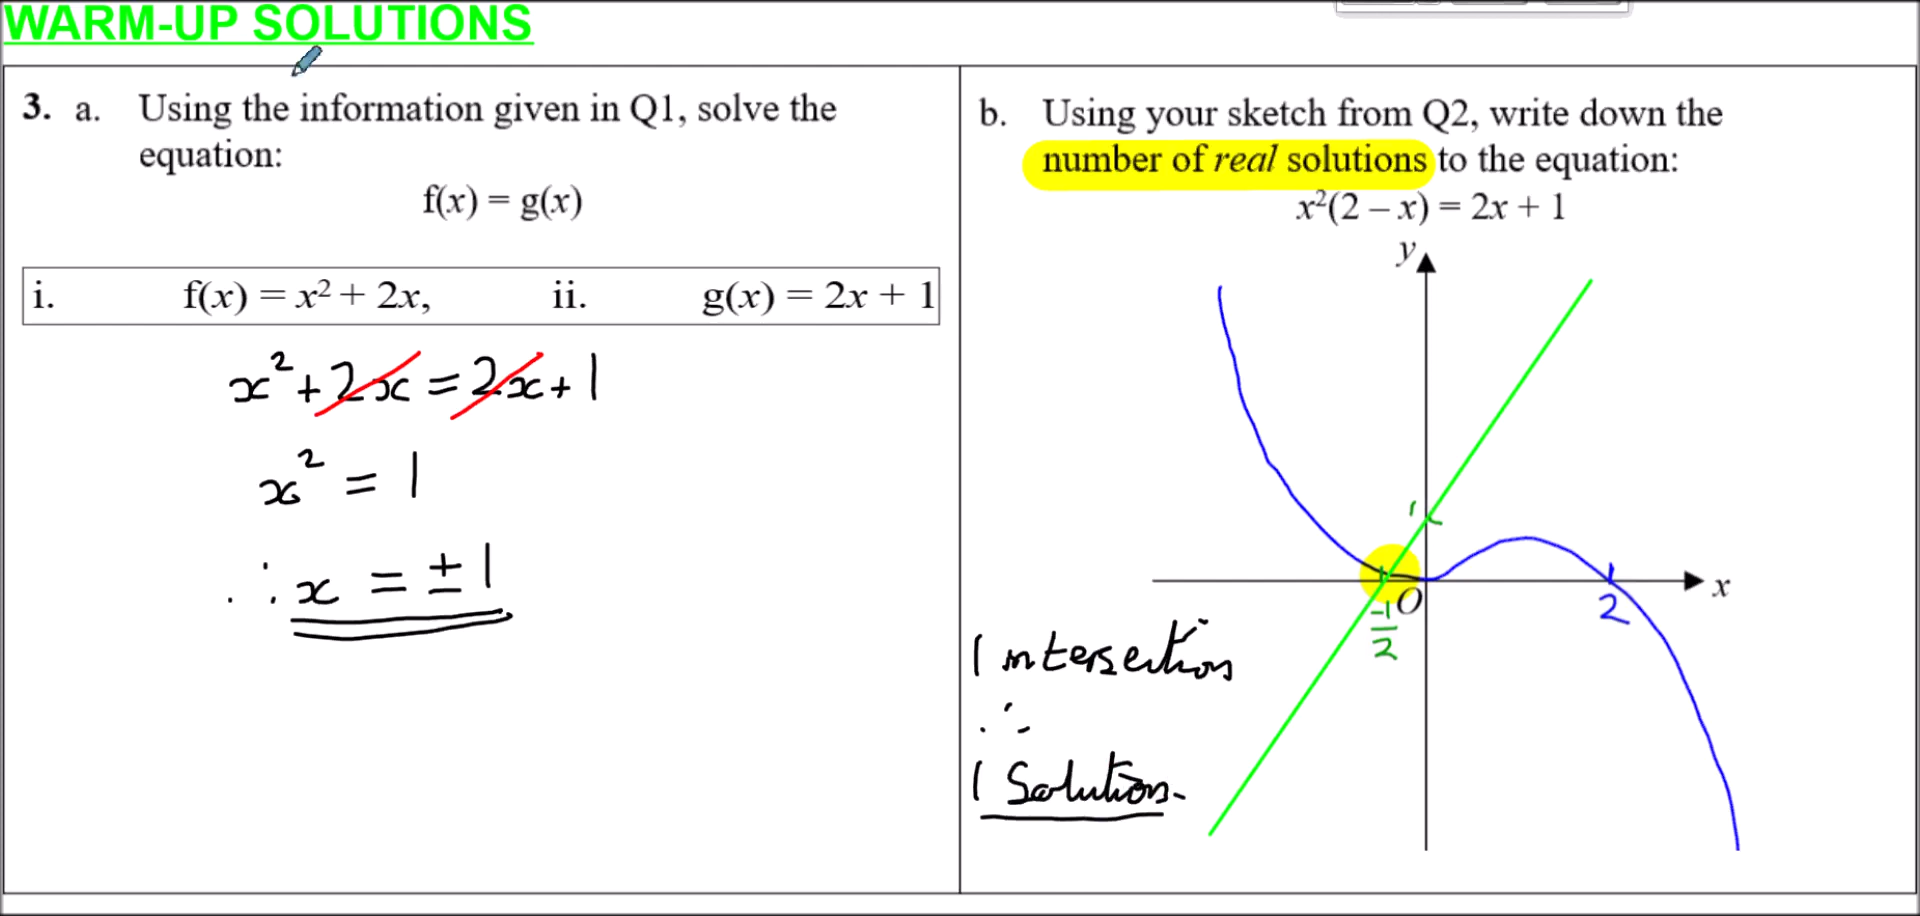 WARM-UP SOLUTIONS
3. a. Using the information given in Q1, solve the
equation:
f(x) = g(x)
i. f(x) = x² + 2x, ii. g(x) = 2x + 1
x² + 2x = 2x + 1
x² = 1
∴ x = ±1
b. Using your sketch from Q2, write down the
number of real solutions to the equation:
x²(2 – x) = 2x + 1
y
1
O
x
-1/2
2
1 intersection
∴
1 Solution.